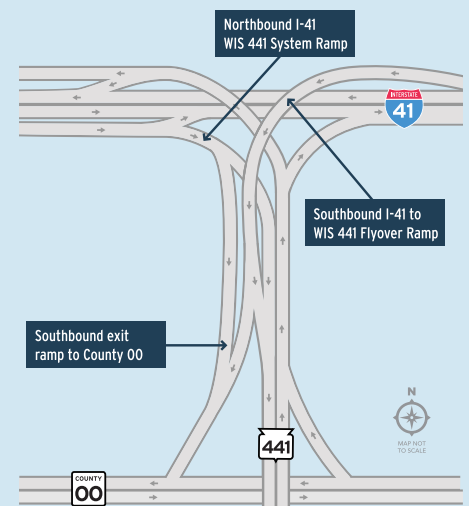 Northbound I-41
WIS 441 System Ramp
INTERSTATE
41
Southbound I-41 to
WIS 441 Flyover Ramp
Southbound exit
ramp to County OO
N
MAP NOT
TO SCALE
441
COUNTY
OO